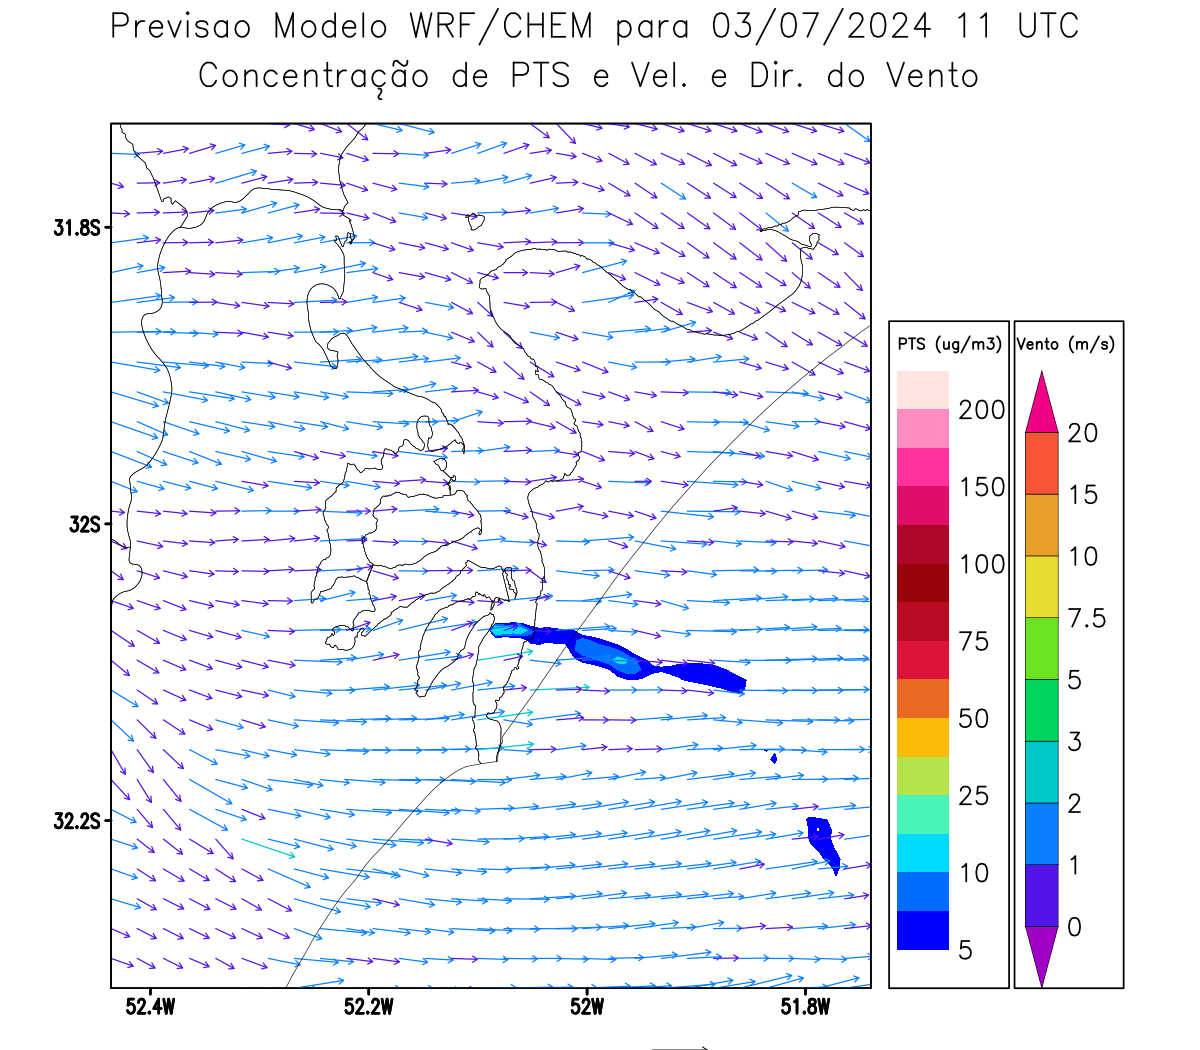 Previsao Modelo WRF/CHEM para 03/07/2024 11 UTC
Concentração de PTS e Vel. e Dir. do Vento
31.8S
32S
32.2S
52.4W
52.2W
52W
51.8W
PTS (ug/m3)
200
150
100
75
50
25
10
5
Vento (m/s)
20
15
10
7.5
5
3
2
1
0